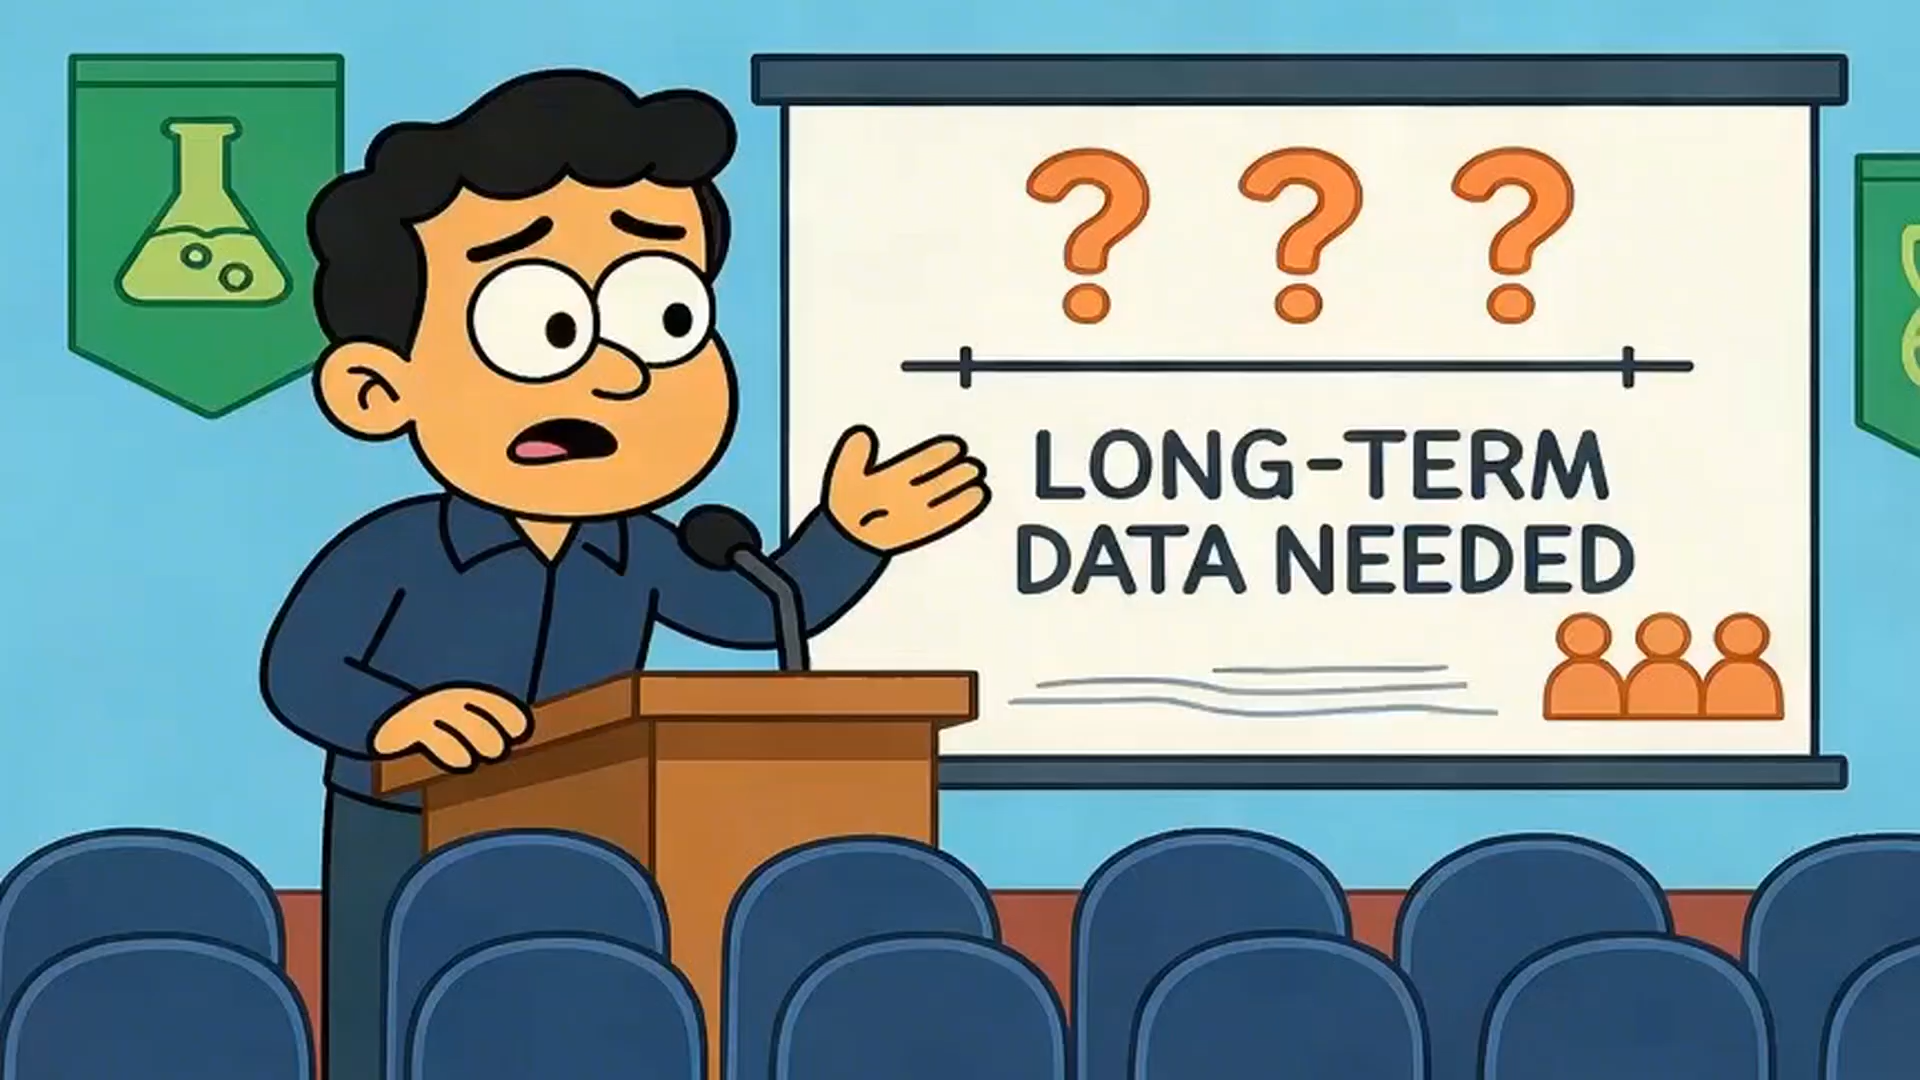 ? ? ?
LONG-TERM
DATA NEEDED